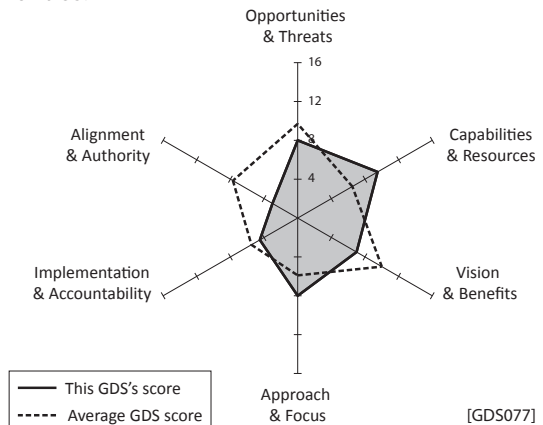 Opportunities
& Threats
16
12
8
4
Alignment
& Authority
Capabilities
& Resources
Implementation
& Accountability
Vision
& Benefits
Approach
& Focus
This GDS's score
Average GDS score
[GDS077]